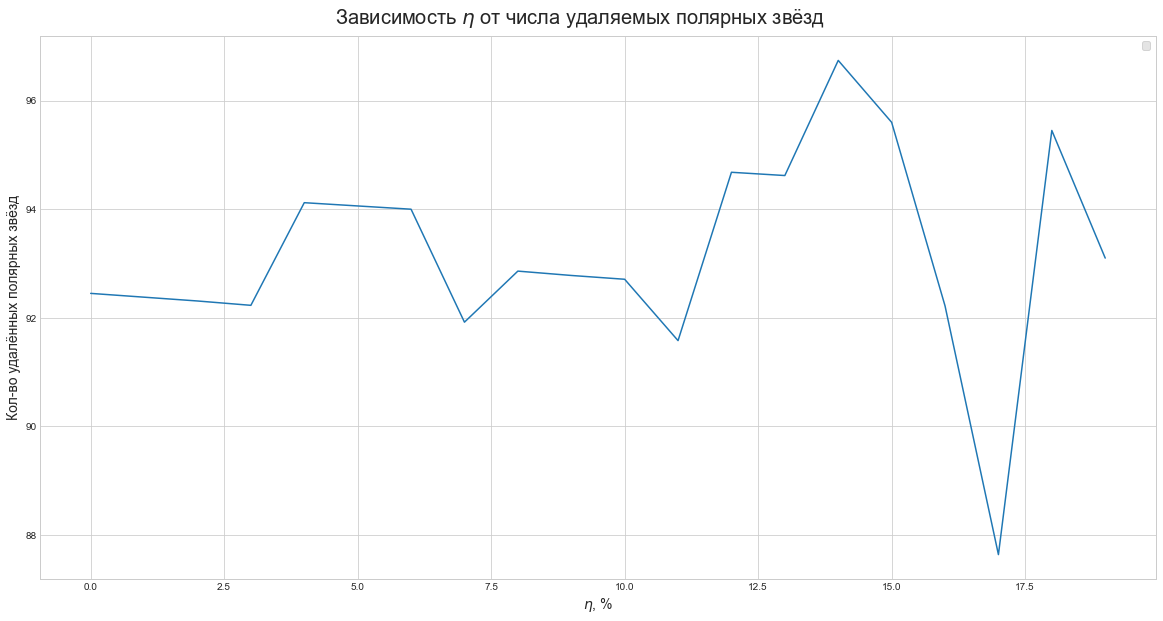 Зависимость η от числа удаляемых полярных звёзд
Кол-во удалённых полярных звёзд
96
94
92
90
88
0.0 2.5 5.0 7.5 10.0 12.5 15.0 17.5
η, %